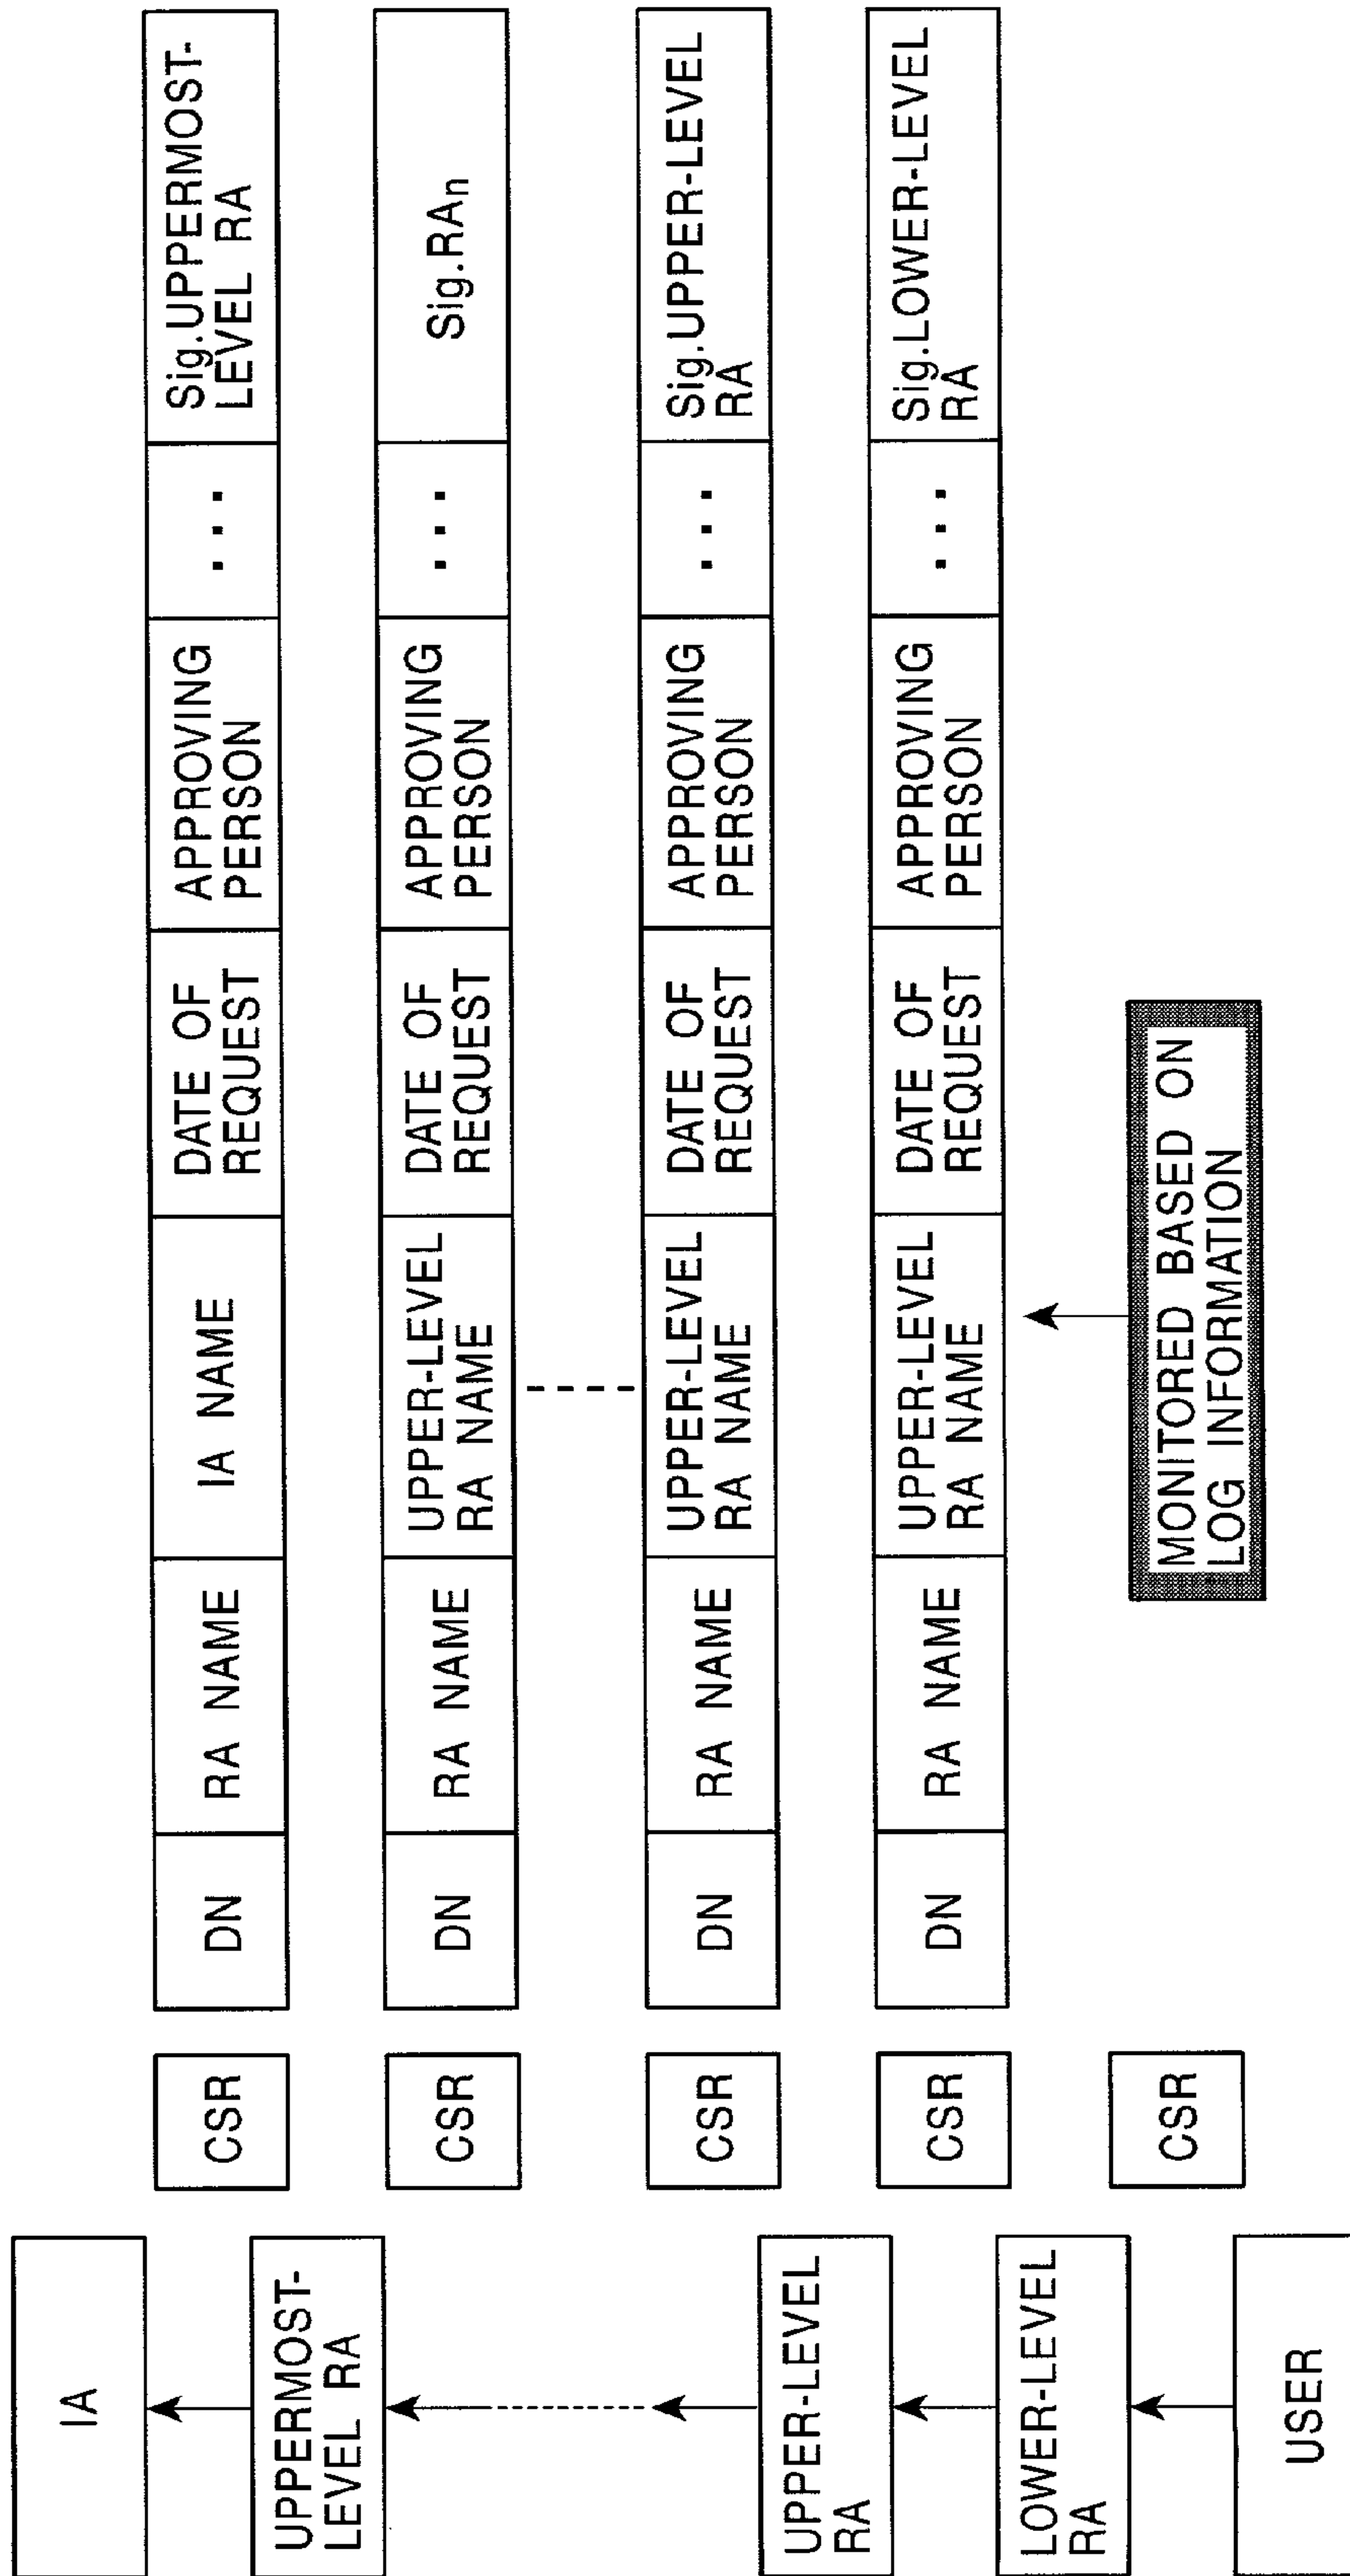 IA
UPPERMOST-
LEVEL RA
UPPER-LEVEL
RA
LOWER-LEVEL
RA
USER
CSR
DN
RA NAME
IA NAME
DATE OF
REQUEST
APPROVING
PERSON
...
Sig.UPPERMOST-
LEVEL RA
CSR
DN
RA NAME
UPPER-LEVEL
RA NAME
DATE OF
REQUEST
APPROVING
PERSON
...
Sig.RAn
CSR
DN
RA NAME
UPPER-LEVEL
RA NAME
DATE OF
REQUEST
APPROVING
PERSON
...
Sig.UPPER-LEVEL
RA
CSR
DN
RA NAME
UPPER-LEVEL
RA NAME
DATE OF
REQUEST
APPROVING
PERSON
...
Sig.LOWER-LEVEL
RA
CSR
MONITORED BASED ON
LOG INFORMATION